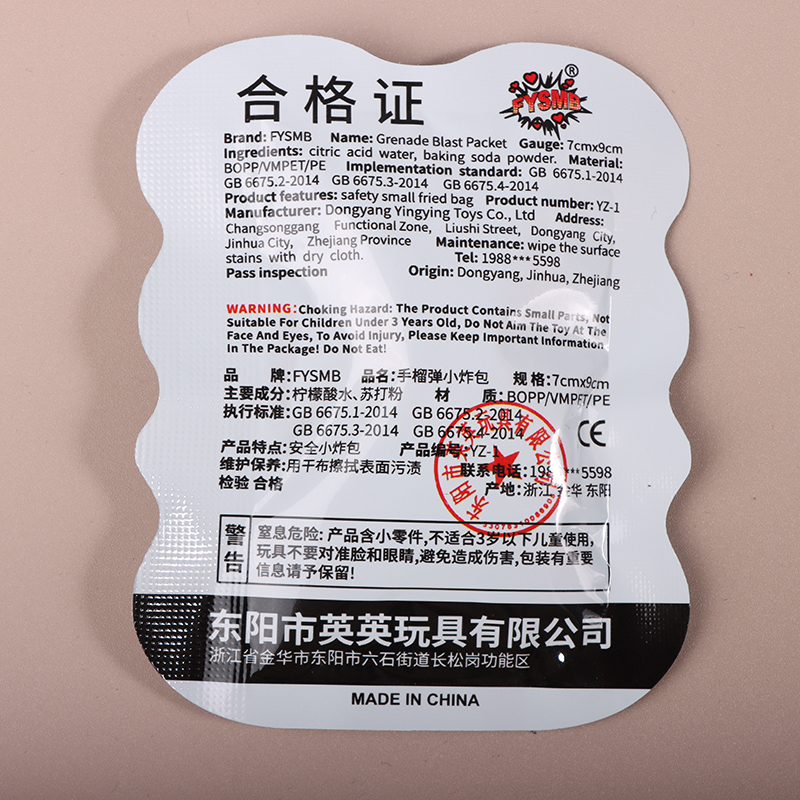 合格证
FYSMB®
Brand: FYSMB Name: Grenade Blast Packet Gauge: 7cmx9cm
Ingredients: citric acid water, baking soda powder. Material:
BOPP/VMPET/PE Implementation standard: GB 6675.1-2014
GB 6675.2-2014 GB 6675.3-2014 GB 6675.4-2014
Product features: safety small fried bag Product number: YZ-1
Manufacturer: Dongyang Yingying Toys Co., Ltd Address:
Changsonggang Functional Zone, Liushi Street, Dongyang City,
Jinhua City, Zhejiang Province Maintenance: wipe the surface
stains with dry cloth. Tel: 1988***5598
Pass inspection Origin: Dongyang, Jinhua, Zhejiang
WARNING: Choking Hazard: The Product Contains Small Parts, Not
Suitable For Children Under 3 Years Old, Do Not Aim The Toy At The
Face And Eyes, To Avoid Injury, Please Keep Important Information
In The Package! Do Not Eat!
品 牌:FYSMB 品名:手榴弹小炸包 规格:7cmx9cm
主要成分:柠檬酸水、苏打粉 材 质:BOPP/VMPET/PE
执行标准:GB 6675.1-2014 GB 6675.2-2014
GB 6675.3-2014 GB 6675.4-2014
CE
产品特点:安全小炸包 产品编号:YZ-1
维护保养:用干布擦拭表面污渍 联系电话:198***5598
检验 合格 产地:浙江 金华 东阳
东阳市英英玩具有限公司
警告
窒息危险: 产品含小零件,不适合3岁以下儿童使用,
玩具不要对准脸和眼睛,避免造成伤害,包装有重要
信息请予保留!
东阳市英英玩具有限公司
浙江省金华市东阳市六石街道长松岗功能区
MADE IN CHINA